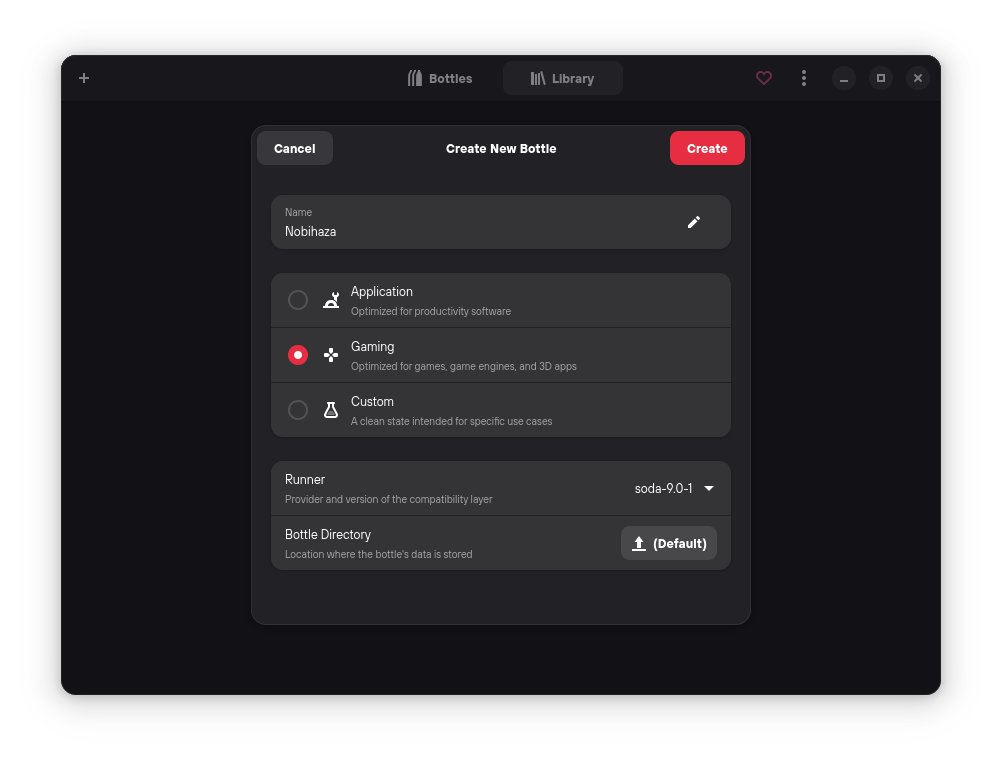 Bottles
Library
Cancel
Create New Bottle
Create
Name
Nobihaza
Application
Optimized for productivity software
Gaming
Optimized for games, game engines, and 3D apps
Custom
A clean state intended for specific use cases
Runner
Provider and version of the compatibility layer
soda-9.0-1
Bottle Directory
Location where the bottle's data is stored
(Default)